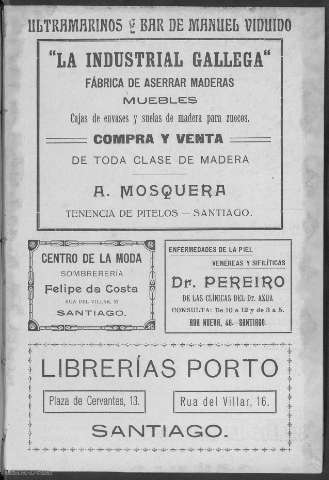 ULTRAMARINOS y BAR DE MANUEL VIDUIDO
"LA INDUSTRIAL GALLEGA"
FÁBRICA DE ASERRAR MADERAS
MUEBLES
Cajas de envases y suelas de madera para zuecos.
COMPRA Y VENTA
DE TODA CLASE DE MADERA
A. MOSQUERA
TENENCIA DE PITELOS — SANTIAGO.
CENTRO DE LA MODA
SOMBRERERÍA
Felipe da Costa
RUA DEL VILLAR,
SANTIAGO.
ENFERMEDADES DE LA PIEL
VENEREAS Y SIFILÍTICAS
Dr. PEREIRO
DE LAS CLÍNICAS DEL Dr. AZUA
CONSULTA: De 10 a 12 y de 3 a 5.
RUA NUEVA, 46.-SANTIAGO.
LIBRERÍAS PORTO
Plaza de Cervantes, 13.
Rua del Villar, 16.
SANTIAGO.